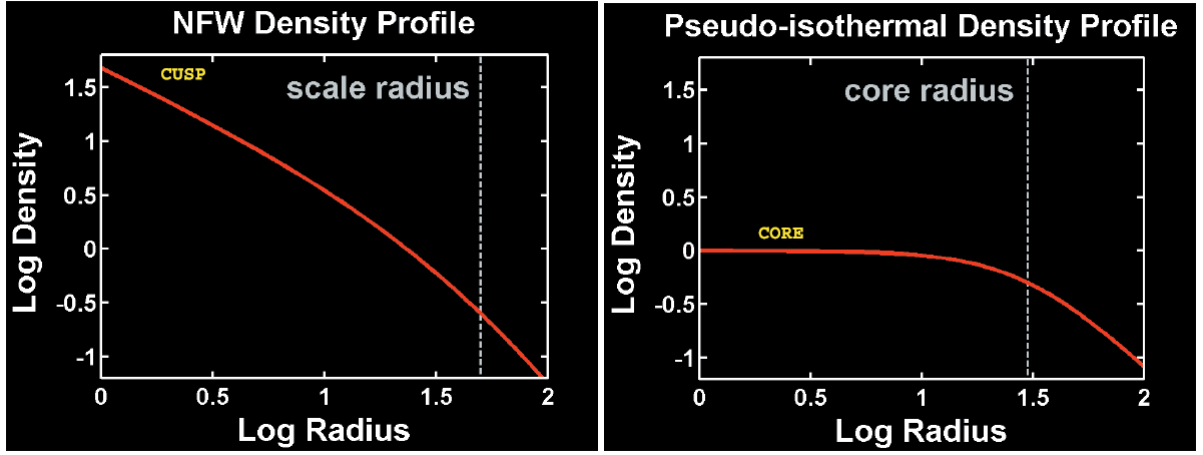 NFW Density Profile
CUSP
scale radius
Log Density
1.5
1
0.5
0
-0.5
-1
0
0.5
1
1.5
2
Log Radius
Pseudo-isothermal Density Profile
core radius
CORE
Log Density
1.5
1
0.5
0
-0.5
-1
0
0.5
1
1.5
2
Log Radius